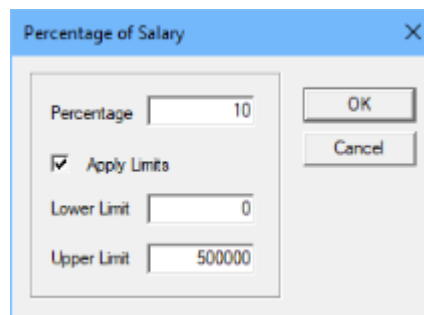 Percentage of Salary
Percentage 10
OK
Apply Limits
Cancel
Lower Limit 0
Upper Limit 500000